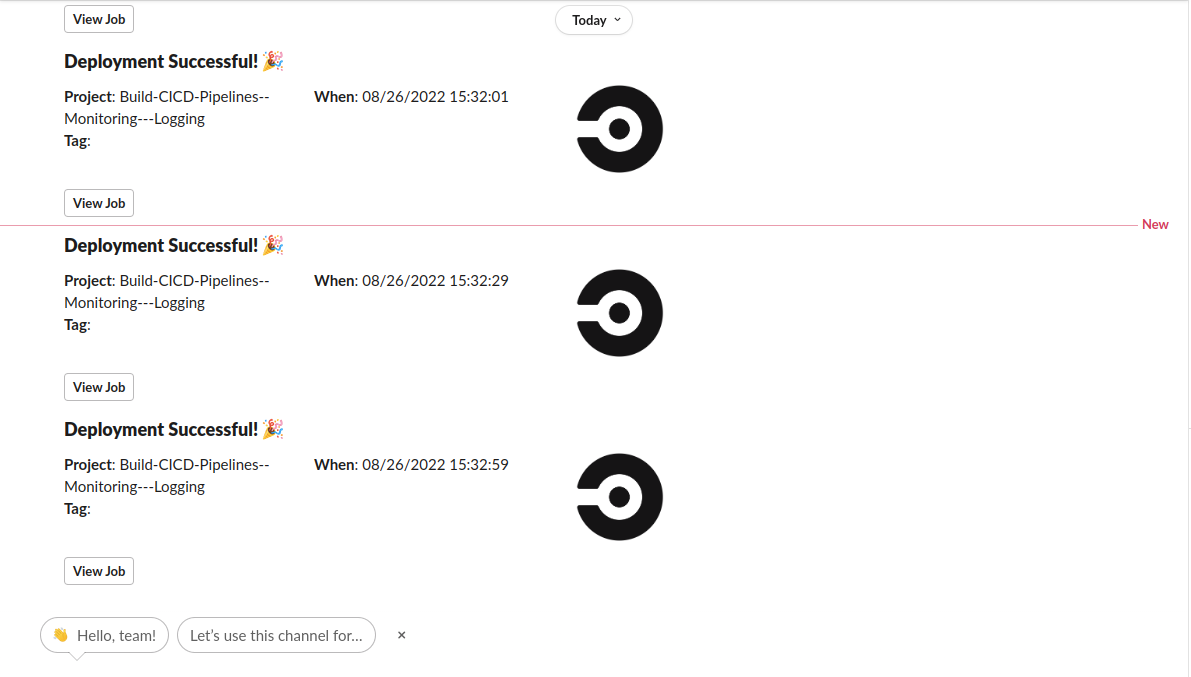 View Job
Today
Deployment Successful! 🎉
Project: Build-CICD-Pipelines-- When: 08/26/2022 15:32:01
Monitoring---Logging
Tag:
View Job
New
Deployment Successful! 🎉
Project: Build-CICD-Pipelines-- When: 08/26/2022 15:32:29
Monitoring---Logging
Tag:
View Job
Deployment Successful! 🎉
Project: Build-CICD-Pipelines-- When: 08/26/2022 15:32:59
Monitoring---Logging
Tag:
View Job
👋 Hello, team! Let’s use this channel for... ×